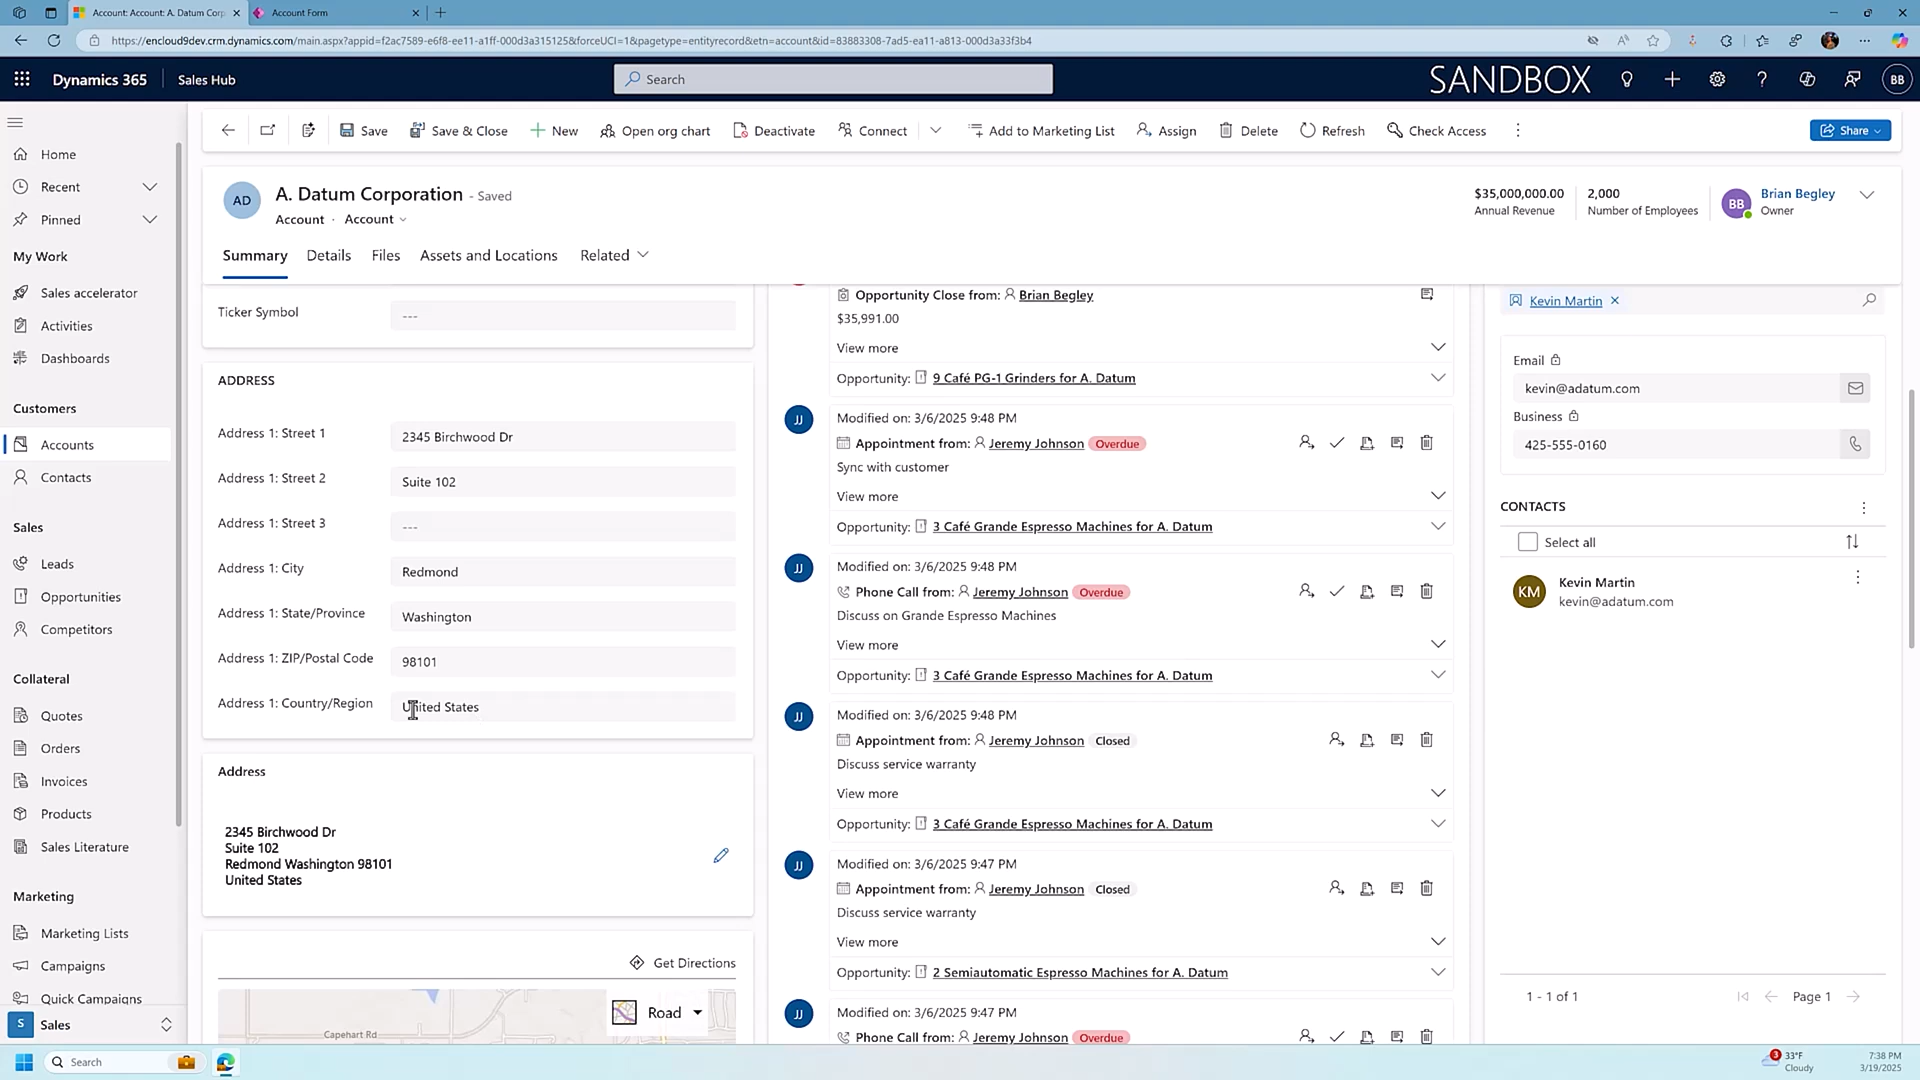 Account: Account: A. Datum Corp
Account Form
https://encloud9dev.crm.dynamics.com/main.aspx?appid=f2ac7589-e6f8-ee11-a1ff-000d3a315125&forceUCI=1&pagetype=entityrecord&etn=account&id=83883308-7ad5-ea11-a813-000d3a33f3b4
Dynamics 365
Sales Hub
Search
SANDBOX
BB
Save
Save & Close
New
Open org chart
Deactivate
Connect
Add to Marketing List
Assign
Delete
Refresh
Check Access
Share
Home
Recent
Pinned
My Work
Sales accelerator
Activities
Dashboards
Customers
Accounts
Contacts
Sales
Leads
Opportunities
Competitors
Collateral
Quotes
Orders
Invoices
Products
Sales Literature
Marketing
Marketing Lists
Campaigns
Quick Campaigns
S
Sales
AD
A. Datum Corporation - Saved
Account · Account
$35,000,000.00
Annual Revenue
2,000
Number of Employees
BB
Brian Begley
Owner
Summary
Details
Files
Assets and Locations
Related
Ticker Symbol
---
ADDRESS
Address 1: Street 1
2345 Birchwood Dr
Address 1: Street 2
Suite 102
Address 1: Street 3
---
Address 1: City
Redmond
Address 1: State/Province
Washington
Address 1: ZIP/Postal Code
98101
Address 1: Country/Region
United States
Address
2345 Birchwood Dr
Suite 102
Redmond Washington 98101
United States
Get Directions
Road
Capehart Rd
Opportunity Close from: Brian Begley
$35,991.00
View more
Opportunity: 9 Café PG-1 Grinders for A. Datum
JJ
Modified on: 3/6/2025 9:48 PM
Appointment from: Jeremy Johnson Overdue
Sync with customer
View more
Opportunity: 3 Café Grande Espresso Machines for A. Datum
JJ
Modified on: 3/6/2025 9:48 PM
Phone Call from: Jeremy Johnson Overdue
Discuss on Grande Espresso Machines
View more
Opportunity: 3 Café Grande Espresso Machines for A. Datum
JJ
Modified on: 3/6/2025 9:48 PM
Appointment from: Jeremy Johnson Closed
Discuss service warranty
View more
Opportunity: 3 Café Grande Espresso Machines for A. Datum
JJ
Modified on: 3/6/2025 9:47 PM
Appointment from: Jeremy Johnson Closed
Discuss service warranty
View more
Opportunity: 2 Semiautomatic Espresso Machines for A. Datum
JJ
Modified on: 3/6/2025 9:47 PM
Phone Call from: Jeremy Johnson Overdue
Kevin Martin
Email
kevin@adatum.com
Business
425-555-0160
CONTACTS
Select all
KM
Kevin Martin
kevin@adatum.com
1 - 1 of 1
Page 1
Search
3
33°F
Cloudy
7:38 PM
3/19/2025